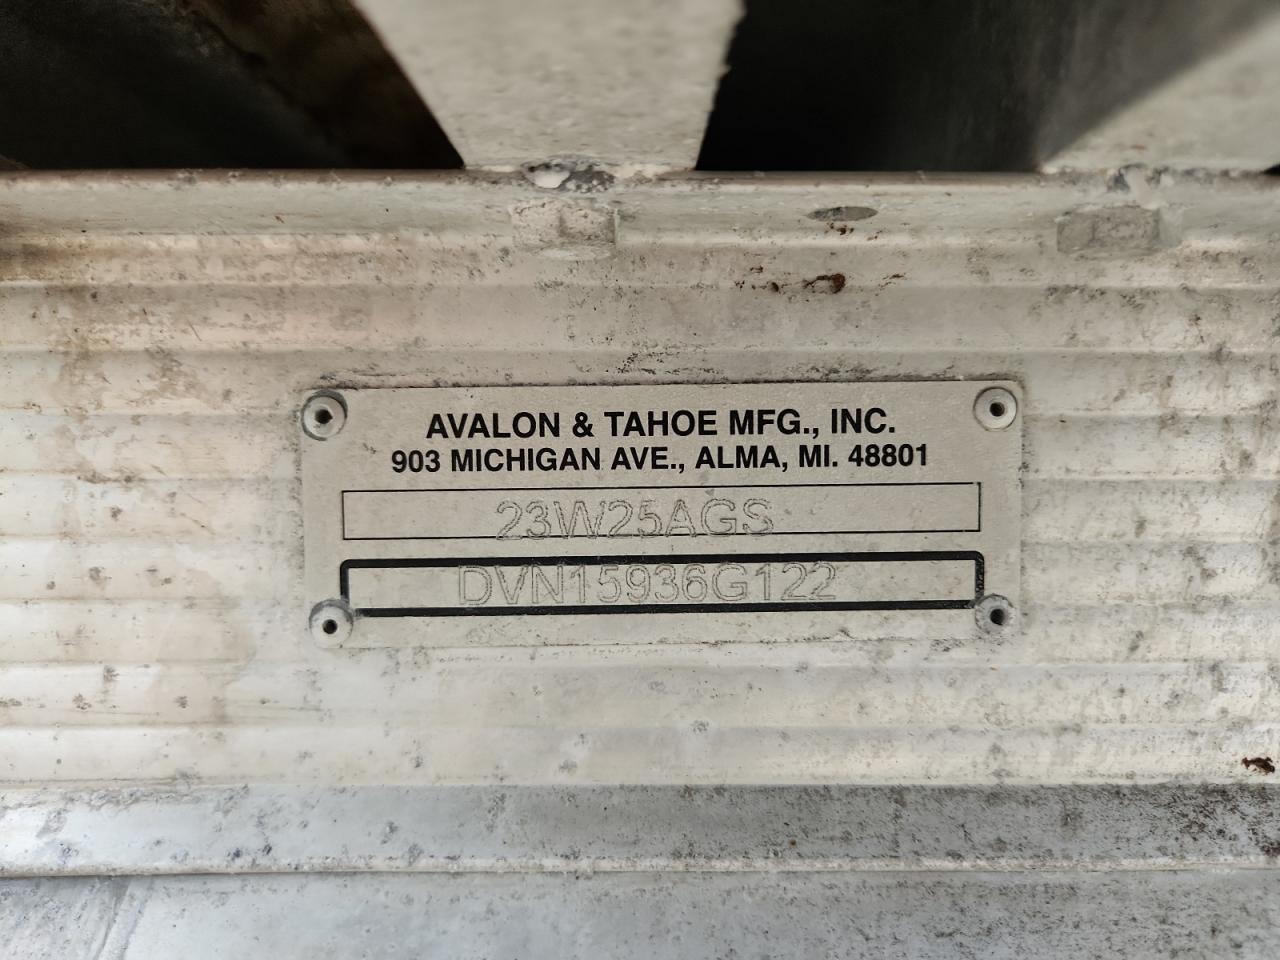 AVALON & TAHOE MFG., INC.
903 MICHIGAN AVE., ALMA, MI. 48801
23W25AGS
DVN15936G122